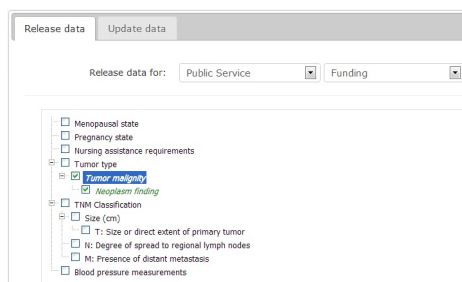 Release data Update data
Release data for: Public Service Funding
Menopausal state
Pregnancy state
Nursing assistance requirements
Tumor type
Tumor malignity
Neoplasm finding
TNM Classification
Size (cm)
T: Size or direct extent of primary tumor
N: Degree of spread to regional lymph nodes
M: Presence of distant metastasis
Blood pressure measurements